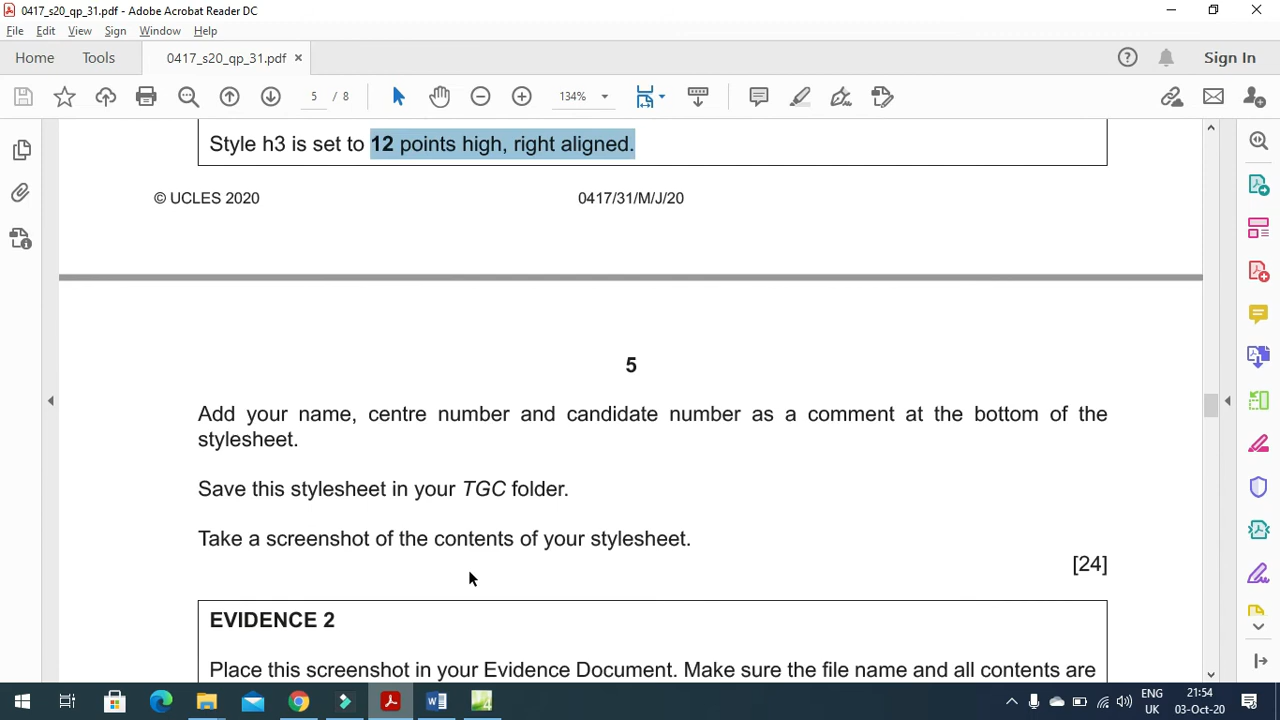 0417_s20_qp_31.pdf - Adobe Acrobat Reader DC
File Edit View Sign Window Help
Home Tools 0417_s20_qp_31.pdf × Sign In
5 / 8 134%
Style h3 is set to 12 points high, right aligned.
© UCLES 2020 0417/31/M/J/20
5
Add your name, centre number and candidate number as a comment at the bottom of the
stylesheet.
Save this stylesheet in your TGC folder.
Take a screenshot of the contents of your stylesheet.
[24]
EVIDENCE 2
Place this screenshot in your Evidence Document. Make sure the file name and all contents are
ENG 21:54
UK 03-Oct-20